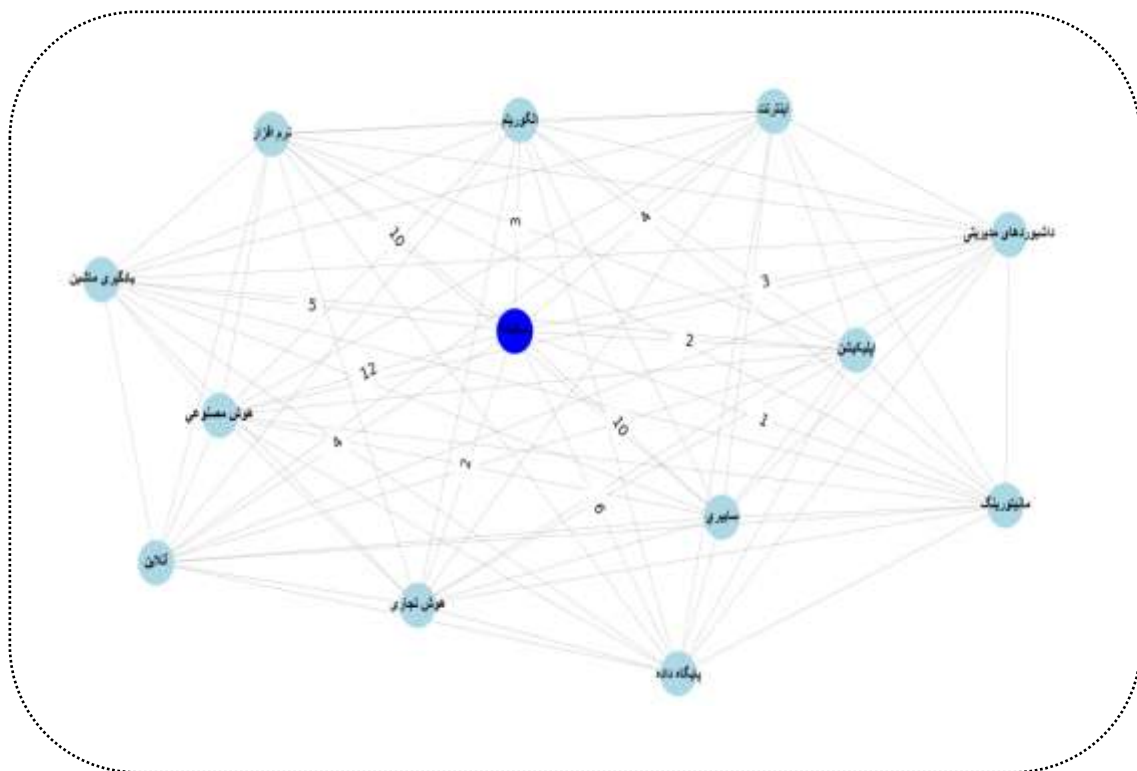 اینترنت
الگوریتم
نرم افزار
داشبوردهای مدیریتی
یادگیری ماشین
اپلیکیشن
هوش مصنوعی
مانیتورینگ
سایبری
آنلاین
هوش تجاری
پایگاه داده
10
3
4
5
3
2
12
4
2
10
1
6